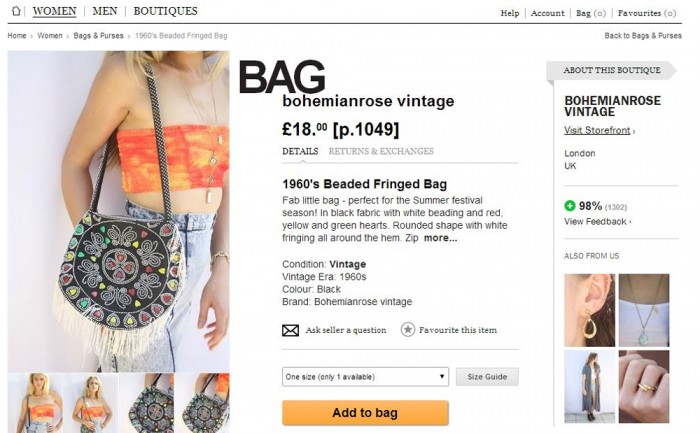 WOMEN | MEN | BOUTIQUES
Help | Account | Bag (0) | Favourites (0)
Home › Women › Bags & Purses › 1960's Beaded Fringed Bag
Back to Bags & Purses
BAG
bohemianrose vintage
£18.00 [p.1049]
DETAILS RETURNS & EXCHANGES
1960's Beaded Fringed Bag
Fab little bag - perfect for the Summer festival
season! In black fabric with white beading and red,
yellow and green hearts. Rounded shape with white
fringing all around the hem. Zip more...
Condition: Vintage
Vintage Era: 1960s
Colour: Black
Brand: Bohemianrose vintage
Ask seller a question Favourite this item
One size (only 1 available) Size Guide
Add to bag
ABOUT THIS BOUTIQUE
BOHEMIANROSE
VINTAGE
Visit Storefront ›
London
UK
98% (1302)
View Feedback ›
ALSO FROM US